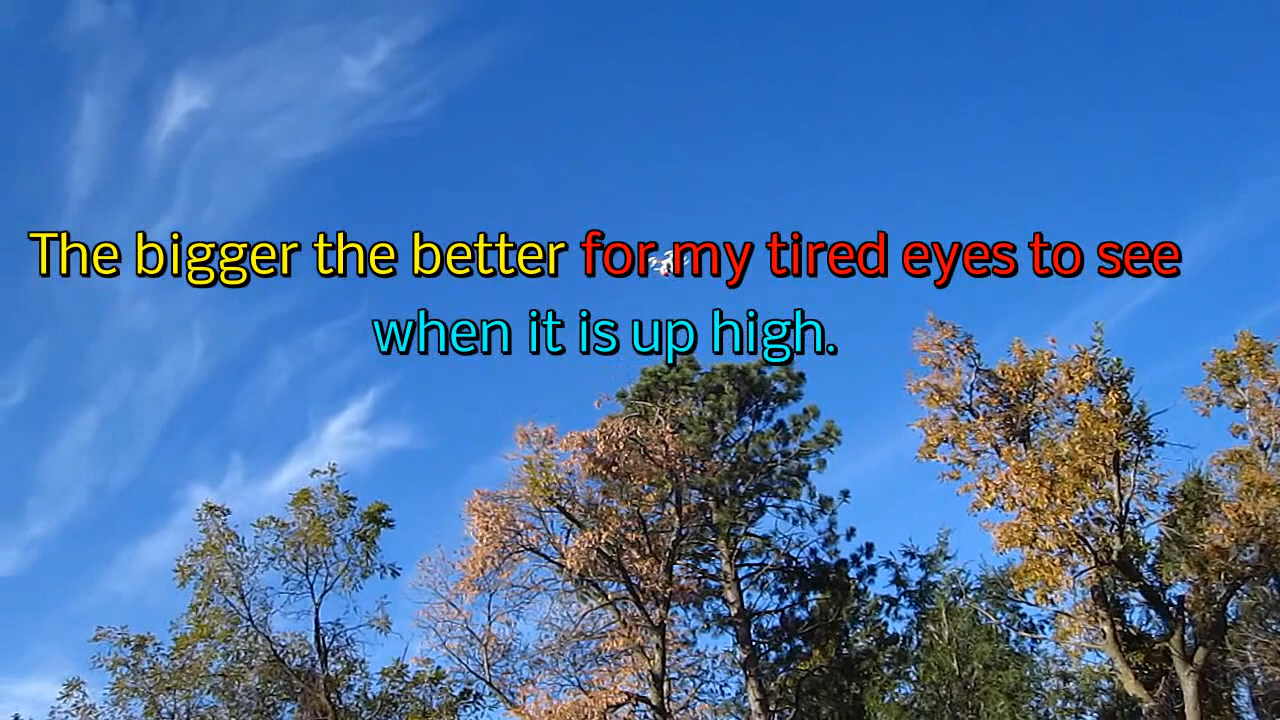 The bigger the better for my tired eyes to see
when it is up high.